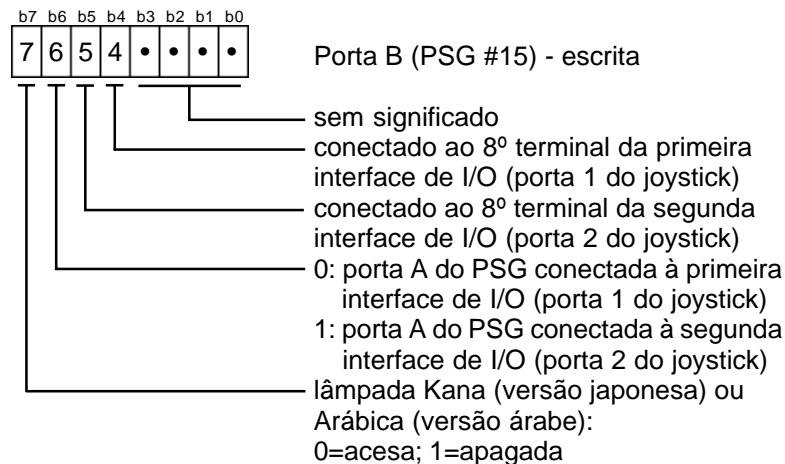 b7 b6 b5 b4 b3 b2 b1 b0
7 6 5 4 • • • • Porta B (PSG #15) - escrita
sem significado
conectado ao 8º terminal da primeira
interface de I/O (porta 1 do joystick)
conectado ao 8º terminal da segunda
interface de I/O (porta 2 do joystick)
0: porta A do PSG conectada à primeira
interface de I/O (porta 1 do joystick)
1: porta A do PSG conectada à segunda
interface de I/O (porta 2 do joystick)
lâmpada Kana (versão japonesa) ou
Arábica (versão árabe):
0=acesa; 1=apagada